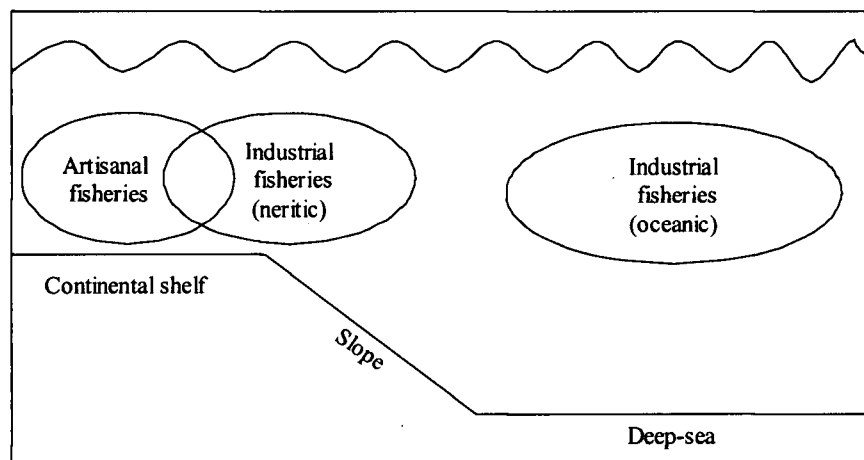 Artisanal
fisheries
Industrial
fisheries
(neritic)
Industrial
fisheries
(oceanic)
Continental shelf
Slope
Deep-sea